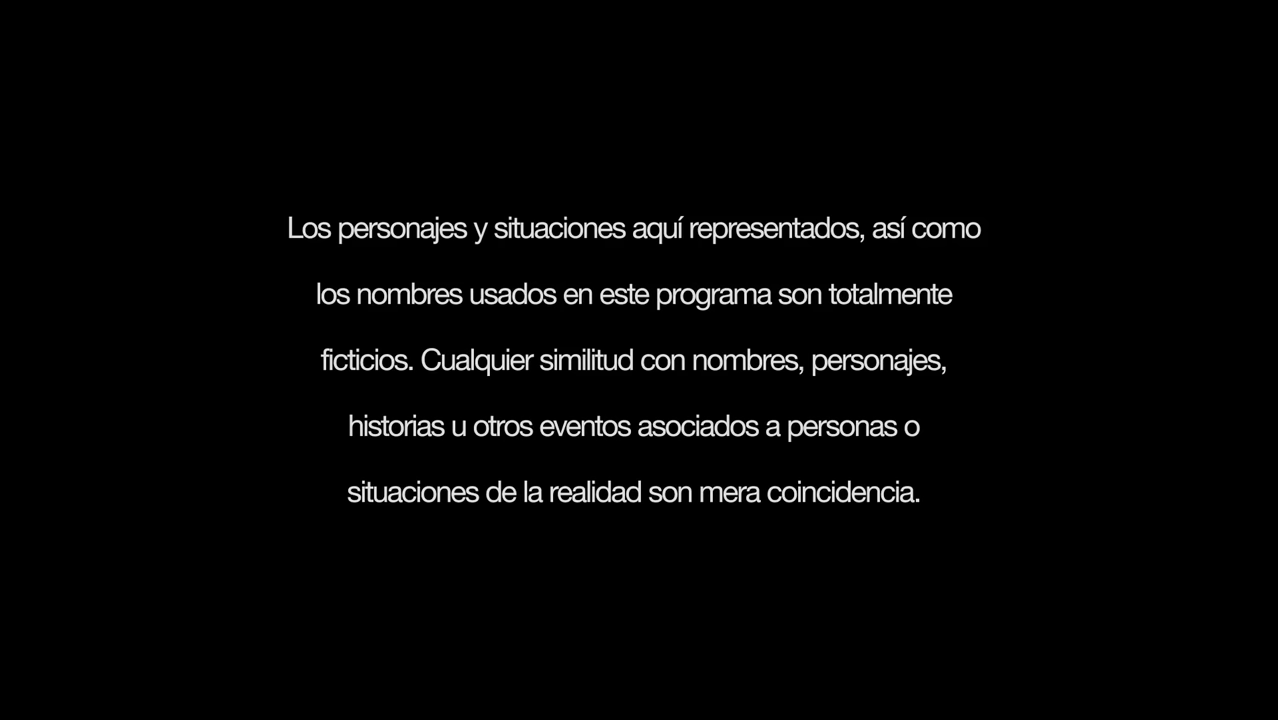 Los personajes y situaciones aquí representados, así como
los nombres usados en este programa son totalmente
ficticios. Cualquier similitud con nombres, personajes,
historias u otros eventos asociados a personas o
situaciones de la realidad son mera coincidencia.